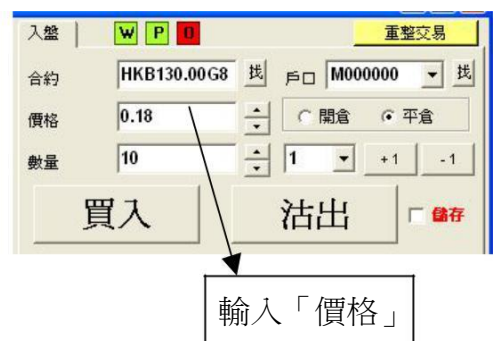 入盤 W P 0 重整交易
合約 HKB130.00G8 找 戶口 M000000 找
價格 0.18 開倉 平倉
數量 10 1 +1 -1
買入 沽出 儲存
輸入「價格」